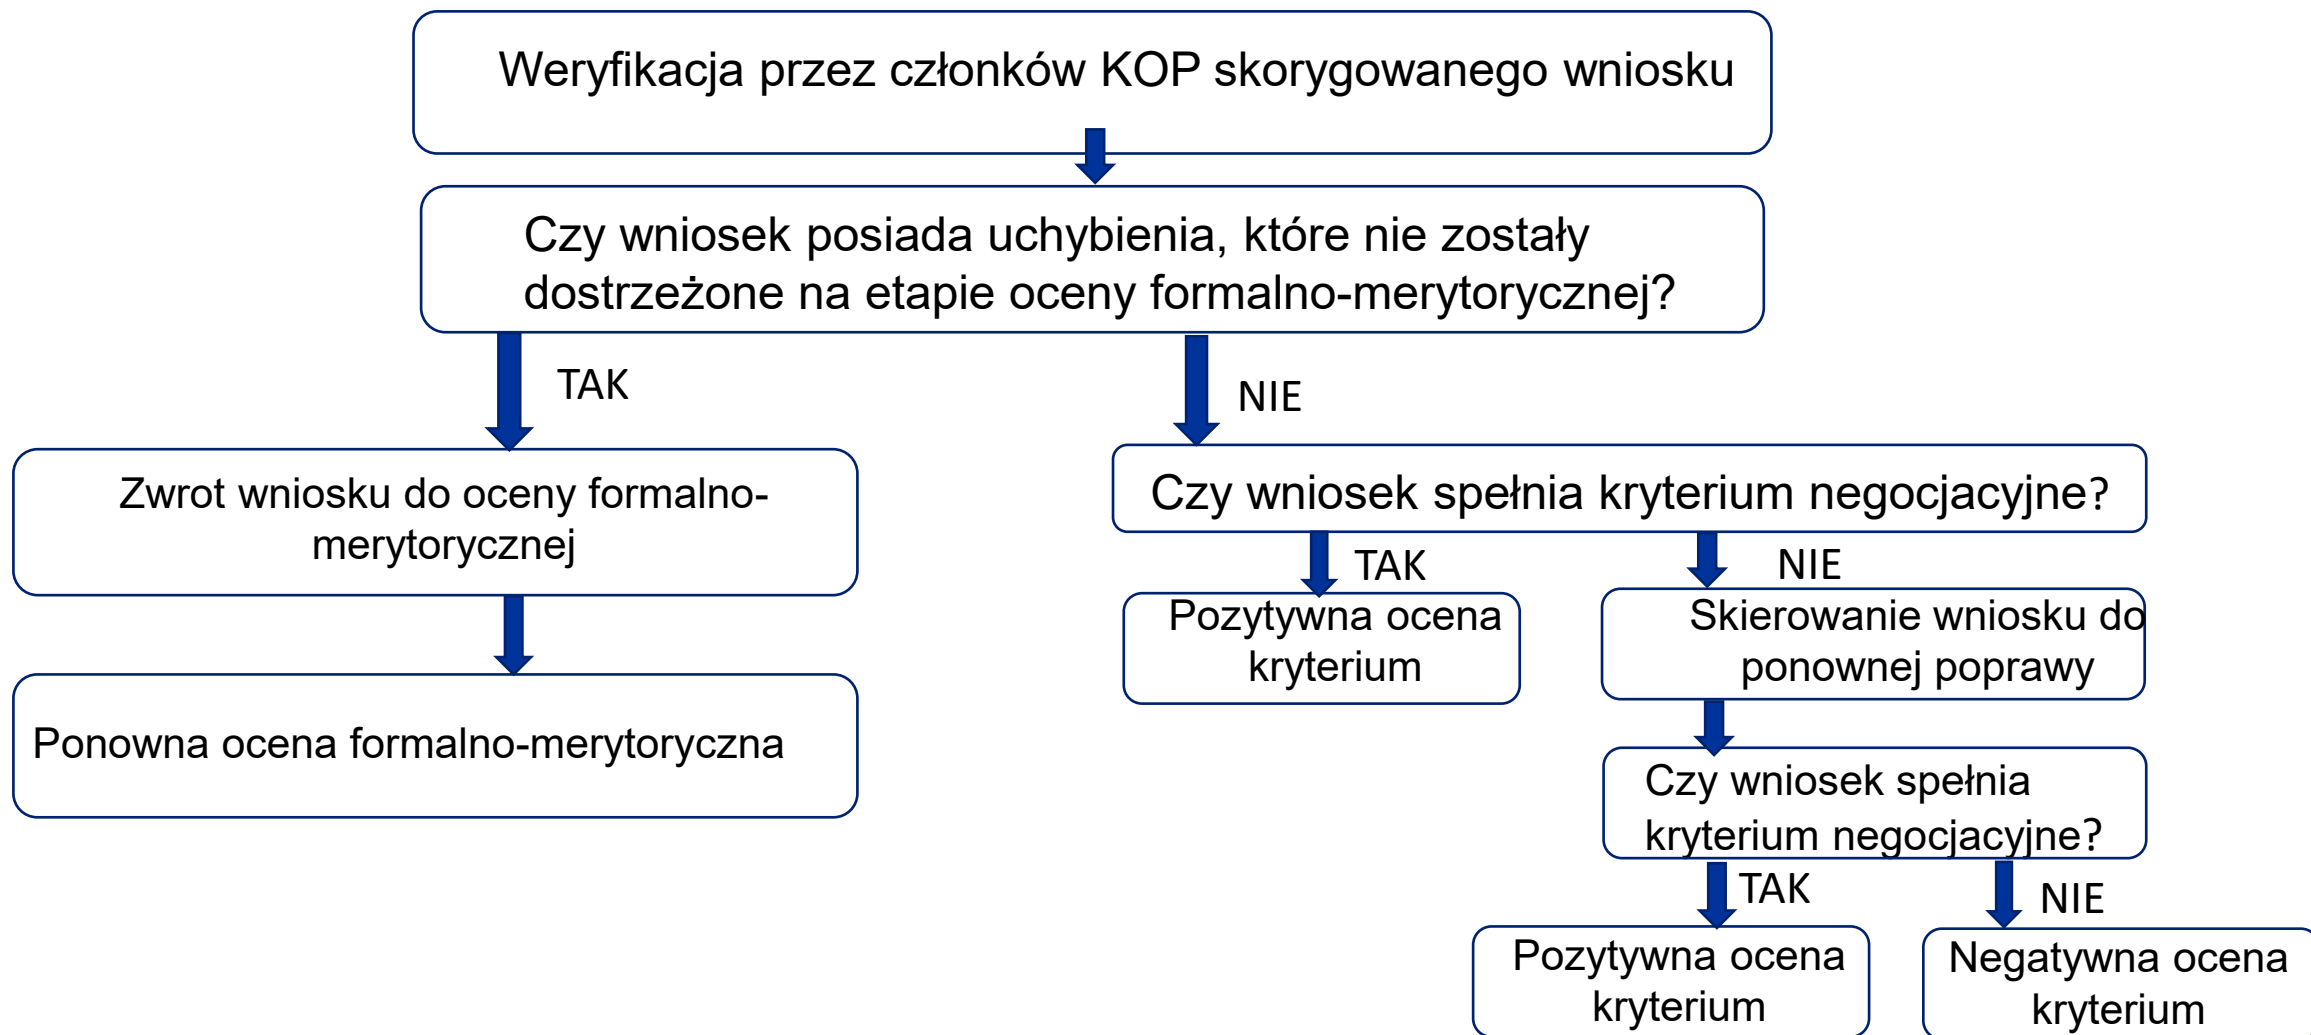 Weryfikacja przez członków KOP skorygowanego wniosku
Czy wniosek posiada uchybienia, które nie zostały
dostrzeżone na etapie oceny formalno-merytorycznej?
TAK
NIE
Zwrot wniosku do oceny formalno-
merytorycznej
Ponowna ocena formalno-merytoryczna
Czy wniosek spełnia kryterium negocjacyjne?
TAK
NIE
Pozytywna ocena
kryterium
Skierowanie wniosku do
ponownej poprawy
Czy wniosek spełnia
kryterium negocjacyjne?
TAK
NIE
Pozytywna ocena
kryterium
Negatywna ocena
kryterium